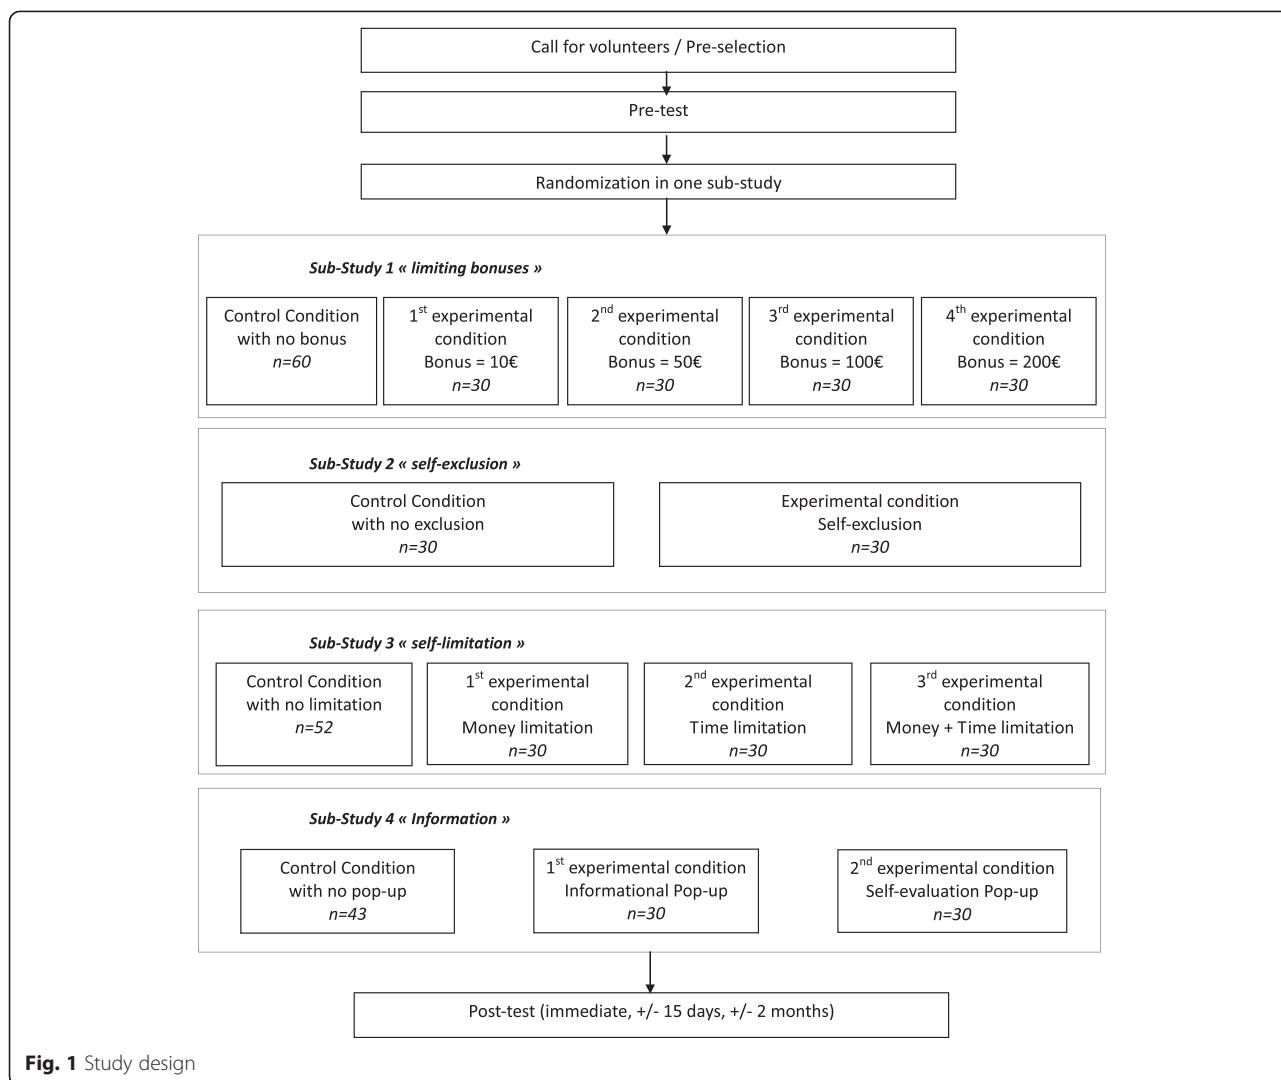 Call for volunteers / Pre-selection
Pre-test
Randomization in one sub-study
Sub-Study 1 « limiting bonuses »
Control Condition
with no bonus
n=60
1st experimental
condition
Bonus = 10€
n=30
2nd experimental
condition
Bonus = 50€
n=30
3rd experimental
condition
Bonus = 100€
n=30
4th experimental
condition
Bonus = 200€
n=30
Sub-Study 2 « self-exclusion »
Control Condition
with no exclusion
n=30
Experimental condition
Self-exclusion
n=30
Sub-Study 3 « self-limitation »
Control Condition
with no limitation
n=52
1st experimental
condition
Money limitation
n=30
2nd experimental
condition
Time limitation
n=30
3rd experimental
condition
Money + Time limitation
n=30
Sub-Study 4 « Information »
Control Condition
with no pop-up
n=43
1st experimental condition
Informational Pop-up
n=30
2nd experimental condition
Self-evaluation Pop-up
n=30
Post-test (immediate, +/- 15 days, +/- 2 months)
Fig. 1 Study design